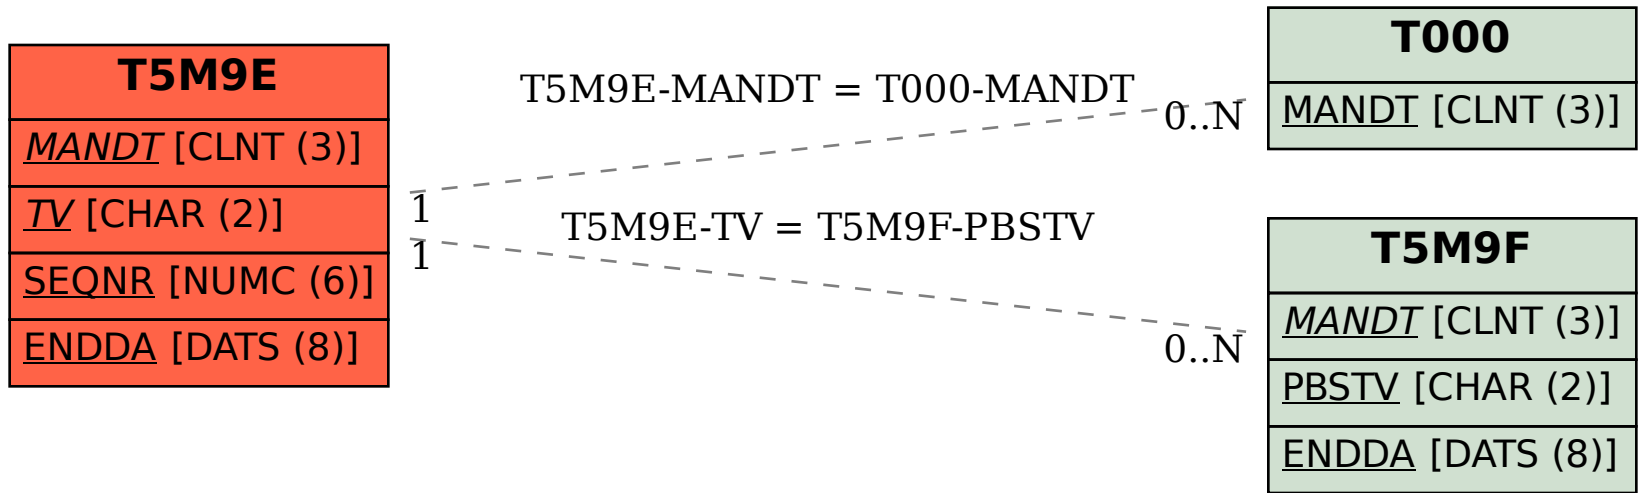 T5M9E
MANDT [CLNT (3)]
TV [CHAR (2)]
SEQNR [NUMC (6)]
ENDDA [DATS (8)]
T5M9E-MANDT = T000-MANDT
0..N
1
T5M9E-TV = T5M9F-PBSTV
1
0..N
T000
MANDT [CLNT (3)]
T5M9F
MANDT [CLNT (3)]
PBSTV [CHAR (2)]
ENDDA [DATS (8)]